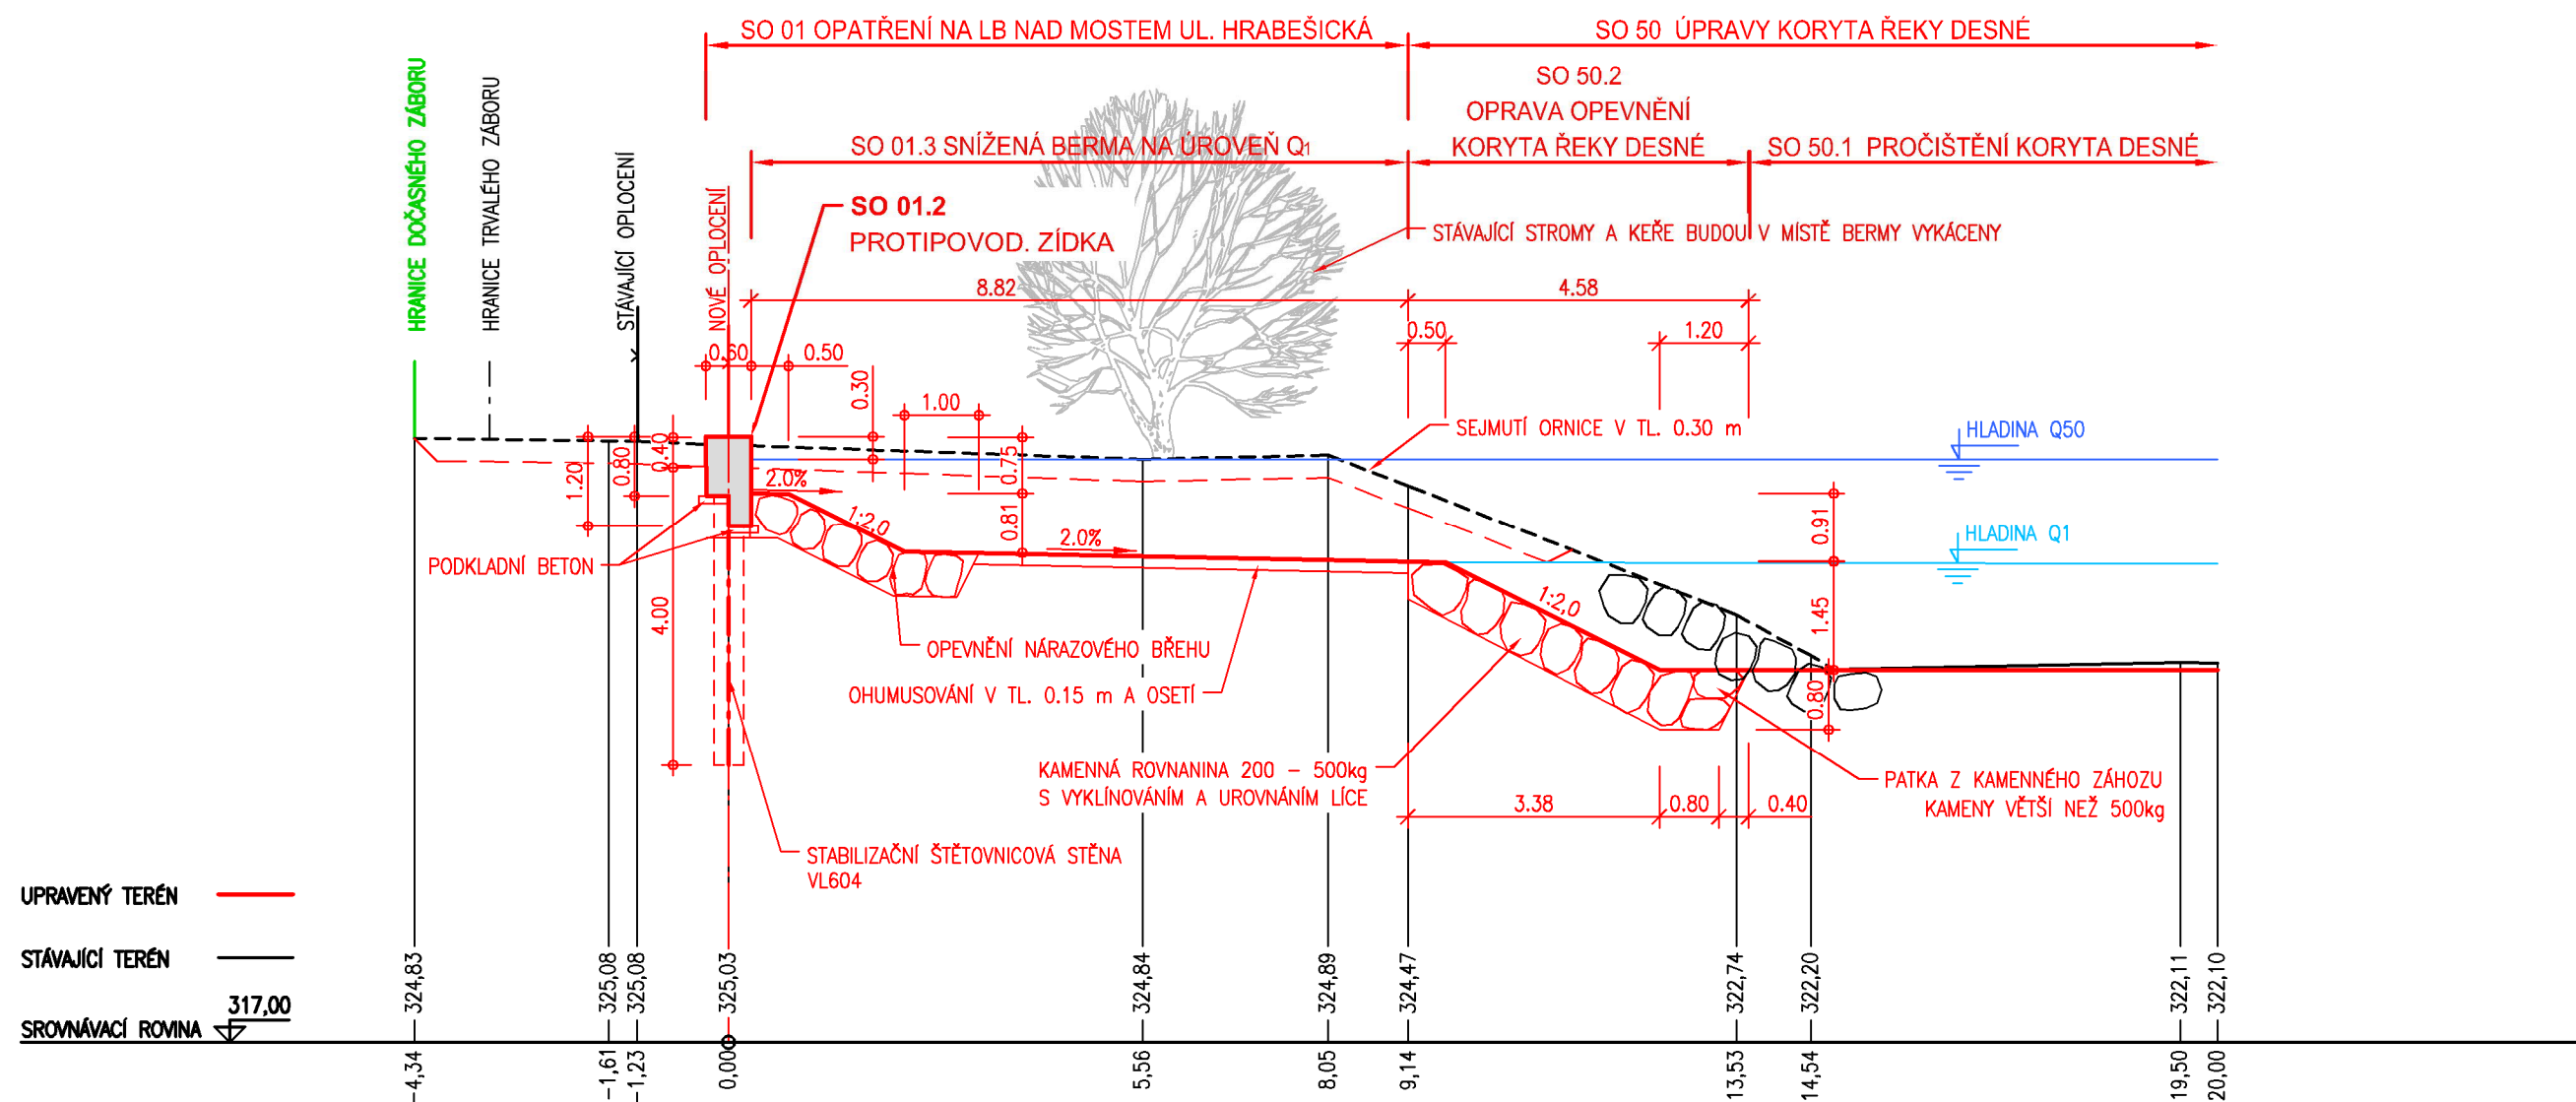 SO 01 OPATŘENÍ NA LB NAD MOSTEM UL. HRABEŠICKÁ
SO 50 ÚPRAVY KORYTA ŘEKY DESNÉ
SO 50.2
OPRAVA OPEVNĚNÍ
KORYTA ŘEKY DESNÉ
SO 01.3 SNÍŽENÁ BERMA NA ÚROVEŇ Q1
SO 50.1 PROČIŠTĚNÍ KORYTA DESNÉ
HRANICE DOČASNÉHO ZÁBORU
HRANICE TRVALÉHO ZÁBORU
STÁVAJÍCÍ OPLOCENÍ
NOVÉ OPLOCENÍ
SO 01.2
PROTIPOVOD. ZÍDKA
STÁVAJÍCÍ STROMY A KEŘE BUDOU V MÍSTĚ BERMY VYKÁCENY
8.82
4.58
0.60
0.50
0.30
1.00
0.50
1.20
SEJMUTÍ ORNICE V TL. 0.30 m
HLADINA Q50
HLADINA Q1
1.20
0.80
0.40
4.00
2.0%
1:2,0
0.75
0.81
2.0%
1:2,0
0.91
1.45
0.80
PODKLADNÍ BETON
OPEVNĚNÍ NÁRAZOVÉHO BŘEHU
OHUMUSOVÁNÍ V TL. 0.15 m A OSETÍ
KAMENNÁ ROVNANINA 200 – 500kg
S VYKLÍNOVÁNÍM A UROVNÁNÍM LÍCE
3.38
0.80
0.40
PATKA Z KAMENNÉHO ZÁHOZU
KAMENY VĚTŠÍ NEŽ 500kg
STABILIZAČNÍ ŠTĚTOVNICOVÁ STĚNA
VL604
UPRAVENÝ TERÉN
STÁVAJÍCÍ TERÉN
317,00
SROVNÁVACÍ ROVINA
324,83
325,08
325,08
325,03
324,84
324,89
324,47
322,74
322,20
322,11
322,10
-4,34
-1,61
-1,23
0,00
5,56
8,05
9,14
13,53
14,54
19,50
20,00